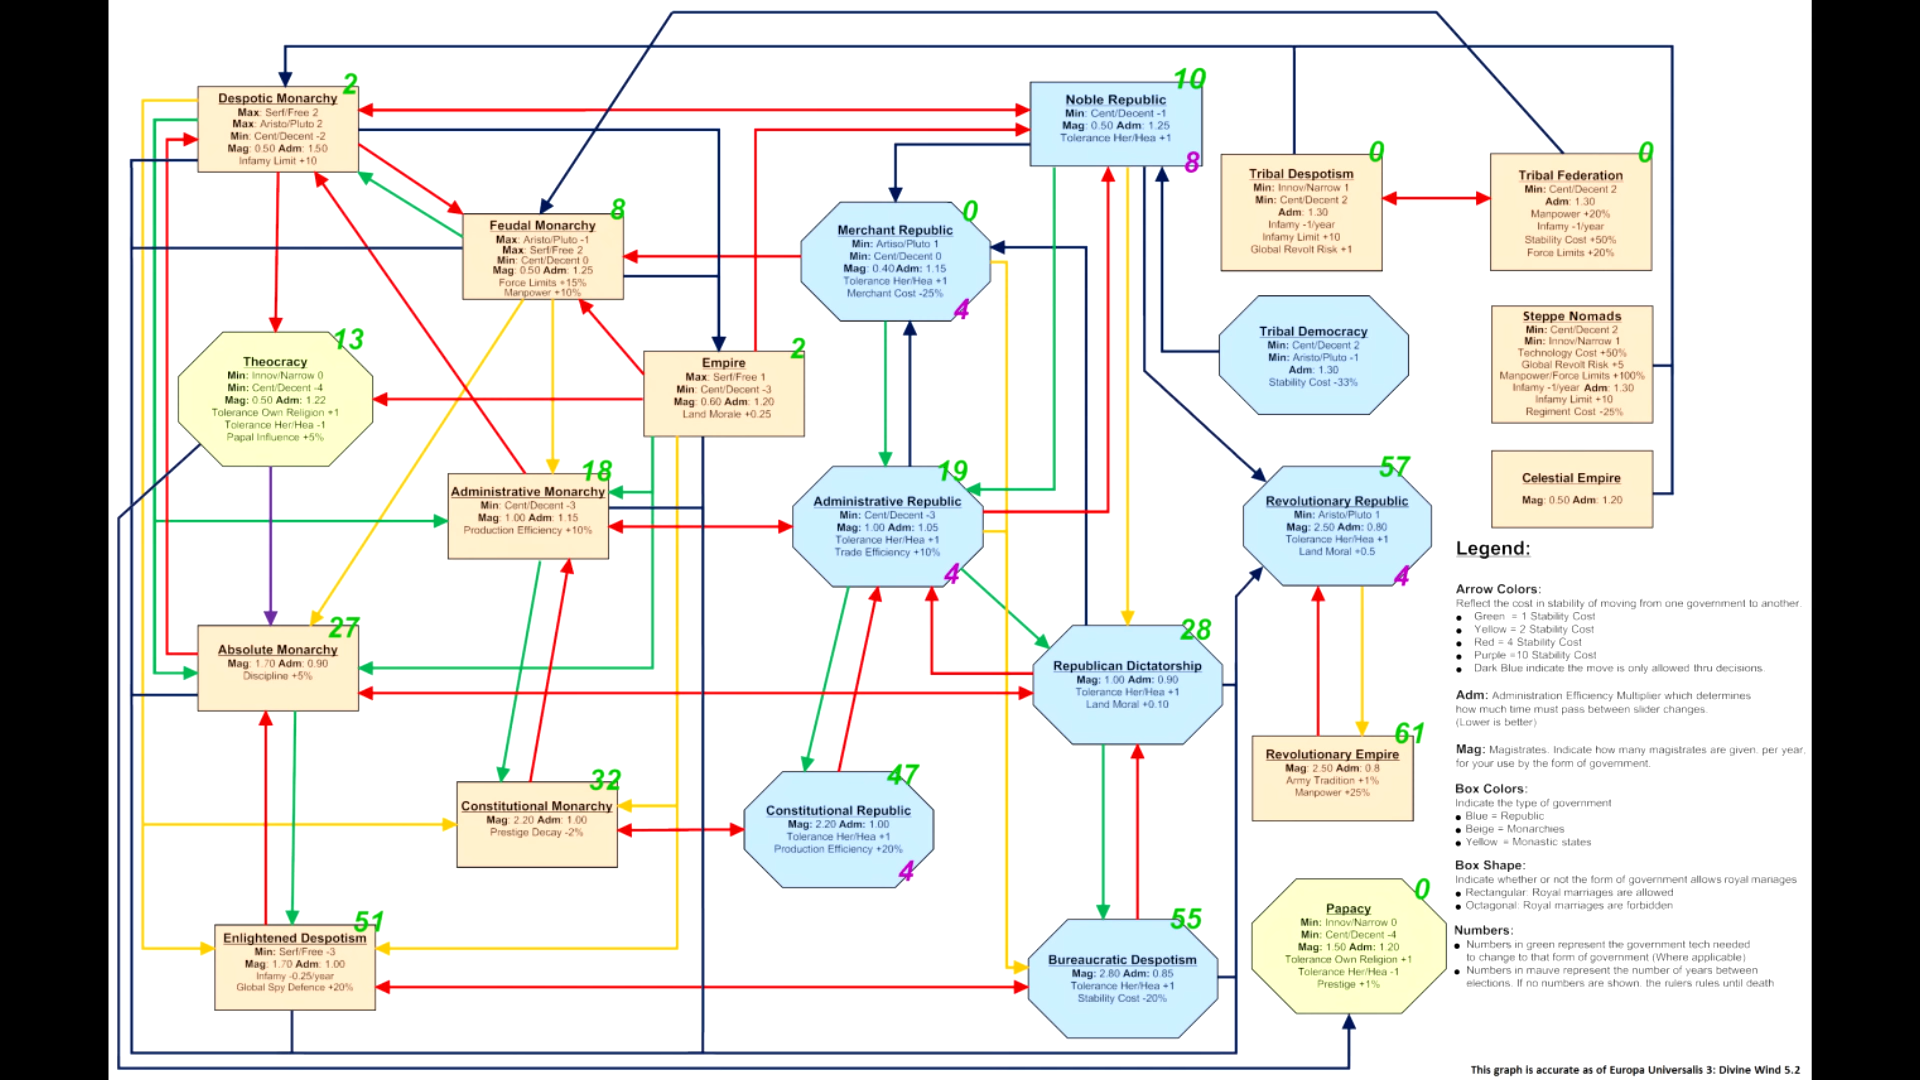 Despotic Monarchy
2
Max: Serf/Free 2
Max: Aristo/Pluto 2
Min: Cent/Decent -2
Mag: 0.50 Adm: 1.50
Infamy Limit +10
Noble Republic
10
Min: Cent/Decent -1
Mag: 0.50 Adm: 1.25
Tolerance Her/Hea +1
8
Tribal Despotism
0
Min: Innov/Narrow 1
Min: Cent/Decent 2
Adm: 1.30
Infamy -1/year
Infamy Limit +10
Global Revolt Risk +1
Tribal Federation
0
Min: Cent/Decent 2
Adm: 1.30
Manpower +20%
Infamy -1/year
Stability Cost +50%
Force Limits +20%
Feudal Monarchy
8
Max: Aristo/Pluto -1
Max: Serf/Free 2
Min: Cent/Decent 0
Mag: 0.50 Adm: 1.25
Force Limits +15%
Manpower +10%
Merchant Republic
0
Min: Artiso/Pluto 1
Min: Cent/Decent 0
Mag: 0.40Adm: 1.15
Tolerance Her/Hea +1
Merchant Cost -25%
4
Tribal Democracy
Min: Cent/Decent 2
Min: Aristo/Pluto -1
Adm: 1.30
Stability Cost -33%
Steppe Nomads
Min: Cent/Decent 2
Min: Innov/Narrow 1
Technology Cost +50%
Global Revolt Risk +5
Manpower/Force Limits +100%
Infamy -1/year Adm: 1.30
Infamy Limit +10
Regiment Cost -25%
Theocracy
13
Min: Innov/Narrow 0
Min: Cent/Decent -4
Mag: 0.50 Adm: 1.22
Tolerance Own Religion +1
Tolerance Her/Hea -1
Papal Influence +5%
Empire
2
Max: Serf/Free 1
Min: Cent/Decent -3
Mag: 0.60 Adm: 1.20
Land Morale +0.25
Administrative Monarchy
18
Min: Cent/Decent -3
Mag: 1.00 Adm: 1.15
Production Efficiency +10%
Administrative Republic
19
Min: Cent/Decent -3
Mag: 1.00 Adm: 1.05
Tolerance Her/Hea +1
Trade Efficiency +10%
4
Revolutionary Republic
57
Min: Aristo/Pluto 1
Mag: 2.50 Adm: 0.80
Tolerance Her/Hea +1
Land Moral +0.5
4
Celestial Empire
Mag: 0.50 Adm: 1.20
Absolute Monarchy
27
Mag: 1.70 Adm: 0.90
Discipline +5%
Republican Dictatorship
28
Mag: 1.00 Adm: 0.90
Tolerance Her/Hea +1
Land Moral +0.10
Constitutional Monarchy
32
Mag: 2.20 Adm: 1.00
Prestige Decay -2%
Constitutional Republic
47
Mag: 2.20 Adm: 1.00
Tolerance Her/Hea +1
Production Efficiency +20%
4
Revolutionary Empire
61
Mag: 2.50 Adm: 0.8
Army Tradition +1%
Manpower +25%
Enlightened Despotism
51
Min: Serf/Free -3
Mag: 1.70 Adm: 1.00
Infamy -0.25/year
Global Spy Defence +20%
Bureaucratic Despotism
55
Mag: 2.80 Adm: 0.85
Tolerance Her/Hea +1
Stability Cost -20%
Papacy
0
Min: Innov/Narrow 0
Min: Cent/Decent -4
Mag: 1.50 Adm: 1.20
Tolerance Own Religion +1
Tolerance Her/Hea -1
Prestige +1%
Legend:
Arrow Colors:
Reflect the cost in stability of moving from one government to another.
• Green = 1 Stability Cost
• Yellow = 2 Stability Cost
• Red = 4 Stability Cost
• Purple =10 Stability Cost
• Dark Blue indicate the move is only allowed thru decisions.
Adm: Administration Efficiency Multiplier which determines
how much time must pass between slider changes.
(Lower is better)
Mag: Magistrates. Indicate how many magistrates are given. per year,
for your use by the form of government.
Box Colors:
Indicate the type of government
• Blue = Republic
• Beige = Monarchies
• Yellow = Monastic states
Box Shape:
Indicate whether or not the form of government allows royal manages
• Rectangular: Royal marriages are allowed
• Octagonal: Royal marriages are forbidden
Numbers:
• Numbers in green represent the government tech needed
to change to that form of government (Where applicable)
• Numbers in mauve represent the number of years between
elections. If no numbers are shown, the rulers rules until death
This graph is accurate as of Europa Universalis 3: Divine Wind 5.2